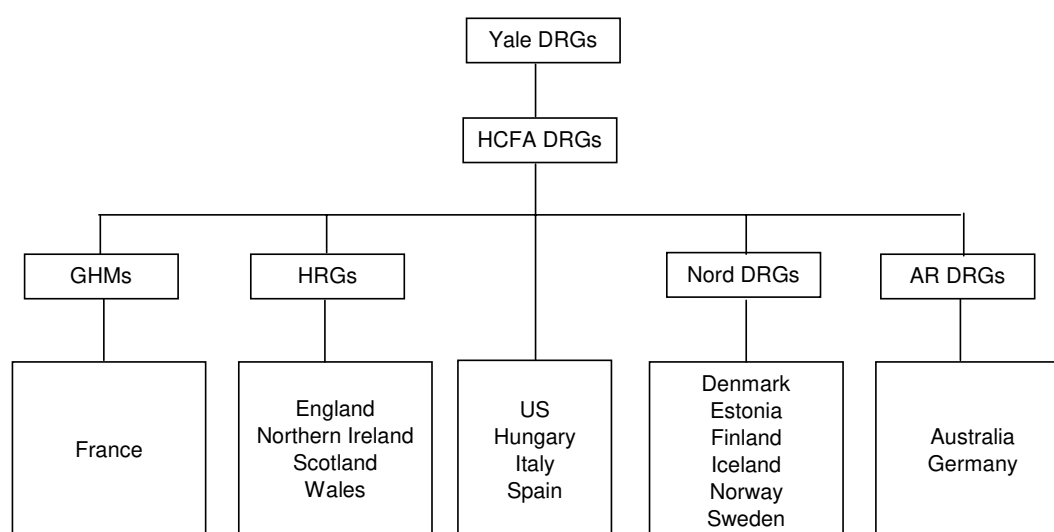 Yale DRGs
HCFA DRGs
GHMs
HRGs
Nord DRGs
AR DRGs
France
England
Northern Ireland
Scotland
Wales
US
Hungary
Italy
Spain
Denmark
Estonia
Finland
Iceland
Norway
Sweden
Australia
Germany